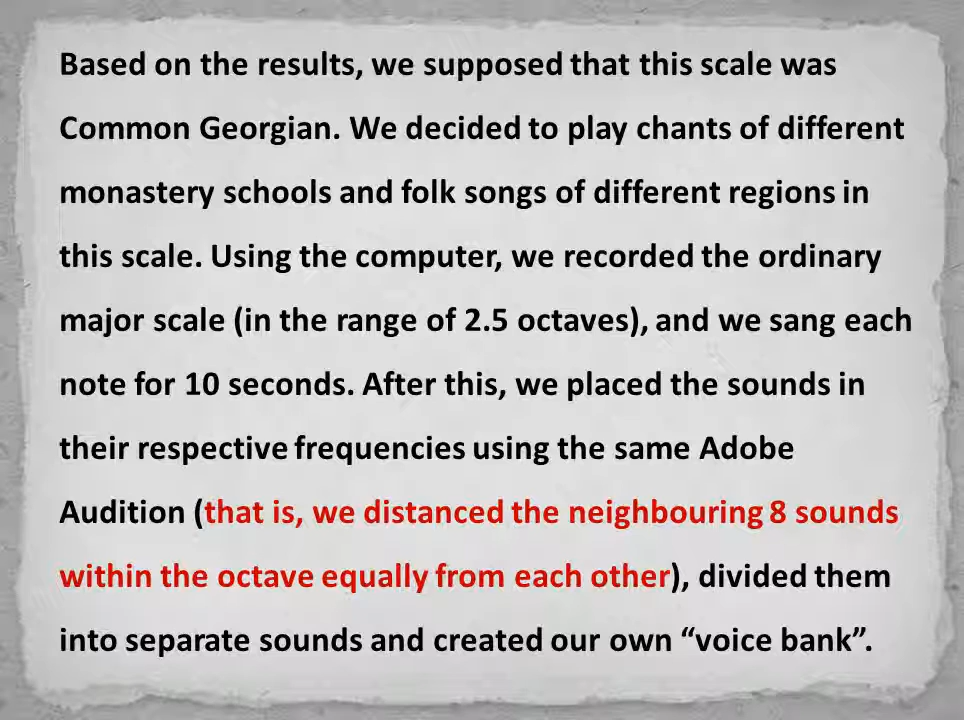 Based on the results, we supposed that this scale was
Common Georgian. We decided to play chants of different
monastery schools and folk songs of different regions in
this scale. Using the computer, we recorded the ordinary
major scale (in the range of 2.5 octaves), and we sang each
note for 10 seconds. After this, we placed the sounds in
their respective frequencies using the same Adobe
Audition (that is, we distanced the neighbouring 8 sounds
within the octave equally from each other), divided them
into separate sounds and created our own “voice bank”.